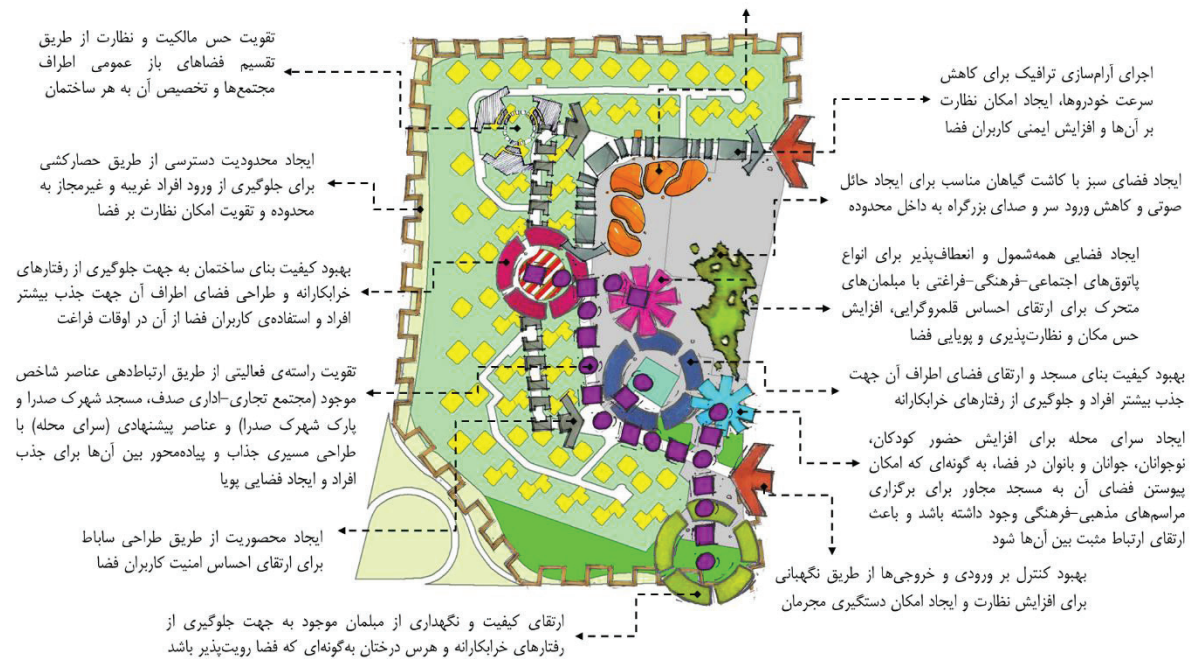 تقویت حس مالکیت و نظارت از طریق
تقسیم فضاهای باز عمومی اطراف
مجتمع‌ها و تخصیص آن به هر ساختمان
ایجاد محدودیت دسترسی از طریق حصارکشی
برای جلوگیری از ورود افراد غریبه و غیرمجاز به
محدوده و تقویت امکان نظارت بر فضا
بهبود کیفیت بنای ساختمان به جهت جلوگیری از رفتارهای
خرابکارانه و طراحی فضای اطراف آن جهت جذب بیشتر
افراد و استفاده‌ی کاربران فضا از آن در اوقات فراغت
تقویت راسته‌ی فعالیتی از طریق ارتباط‌دهی عناصر شاخص
موجود (مجتمع تجاری-اداری صدف، مسجد شهرک صدرا و
پارک شهرک صدرا) و عناصر پیشنهادی (سرای محله) با
طراحی مسیری جذاب و پیاده‌محور بین آن‌ها برای جذب
افراد و ایجاد فضایی پویا
ایجاد محصوریت از طریق طراحی ساباط
برای ارتقای احساس امنیت کاربران فضا
ارتقای کیفیت و نگهداری از مبلمان موجود به جهت جلوگیری از
رفتارهای خرابکارانه و هرس درختان به‌گونه‌ای که فضا رویت‌پذیر باشد
اجرای آرام‌سازی ترافیک برای کاهش
سرعت خودروها، ایجاد امکان نظارت
بر آن‌ها و افزایش ایمنی کاربران فضا
ایجاد فضای سبز با کاشت گیاهان مناسب برای ایجاد حائل
صوتی و کاهش ورود سر و صدای بزرگراه به داخل محدوده
ایجاد فضایی همه‌شمول و انعطاف‌پذیر برای انواع
پاتوق‌های اجتماعی-فرهنگی-فراغتی با مبلمان‌های
متحرک برای ارتقای احساس قلمروگرایی، افزایش
حس مکان و نظارت‌پذیری و پویایی فضا
بهبود کیفیت بنای مسجد و ارتقای فضای اطراف آن جهت
جذب بیشتر افراد و جلوگیری از رفتارهای خرابکارانه
ایجاد سرای محله برای افزایش حضور کودکان،
نوجوانان، جوانان و بانوان در فضا، به گونه‌ای که امکان
پیوستن فضای آن به مسجد مجاور برای برگزاری
مراسم‌های مذهبی-فرهنگی وجود داشته باشد و باعث
ارتقای ارتباط مثبت بین آن‌ها شود
بهبود کنترل بر ورودی و خروجی‌ها از طریق نگهبانی
برای افزایش نظارت و ایجاد امکان دستگیری مجرمان